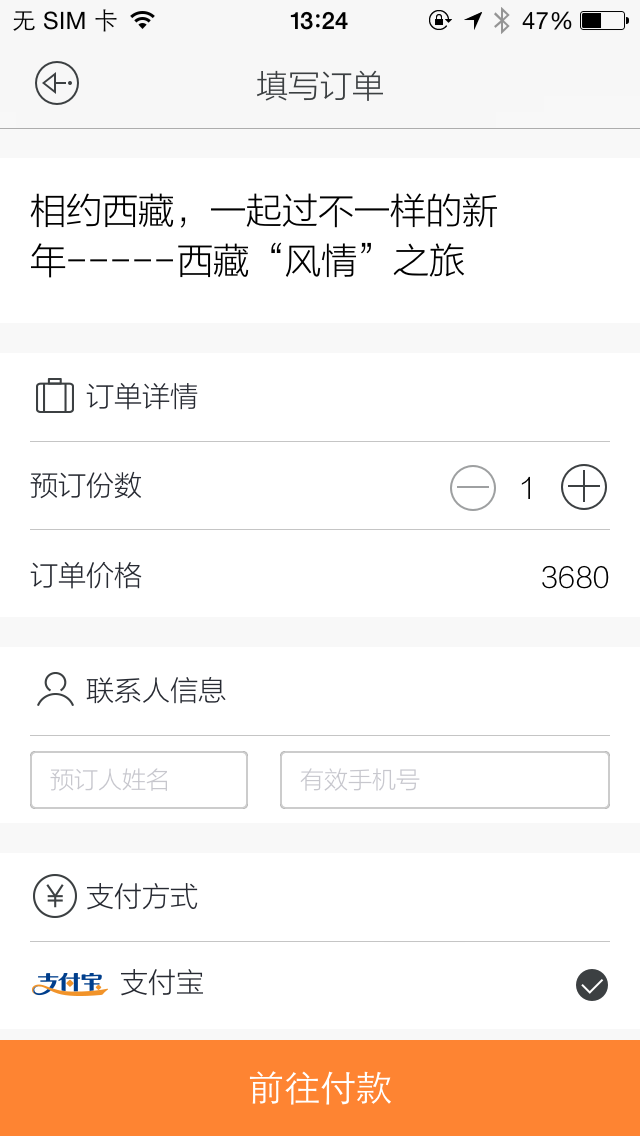 无 SIM 卡 13:24 47%
填写订单
相约西藏，一起过不一样的新
年-----西藏“风情”之旅
订单详情
预订份数 1
订单价格 3680
联系人信息
预订人姓名 有效手机号
¥ 支付方式
支付宝 支付宝
前往付款